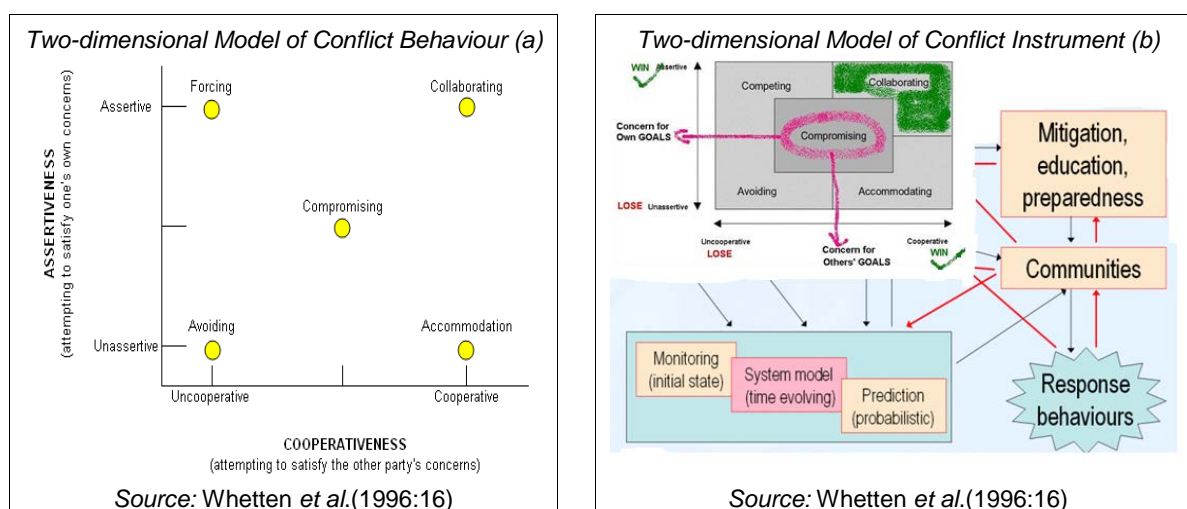 Two-dimensional Model of Conflict Behaviour (a)
ASSERTIVENESS
(attempting to satisfy one's own concerns)
Assertive
Unassertive
Forcing
Collaborating
Compromising
Avoiding
Accommodation
Uncooperative
Cooperative
COOPERATIVENESS
(attempting to satisfy the other party's concerns)
Source: Whetten et al.(1996:16)
Two-dimensional Model of Conflict Instrument (b)
WIN
Assertive
Competing
Collaborating
Concern for
Own GOALS
Compromising
Avoiding
Accommodating
LOSE Unassertive
Uncooperative
LOSE
Concern for
Others' GOALS
Cooperative
WIN
Mitigation,
education,
preparedness
Communities
Monitoring
(initial state)
System model
(time evolving)
Prediction
(probabilistic)
Response
behaviours
Source: Whetten et al.(1996:16)